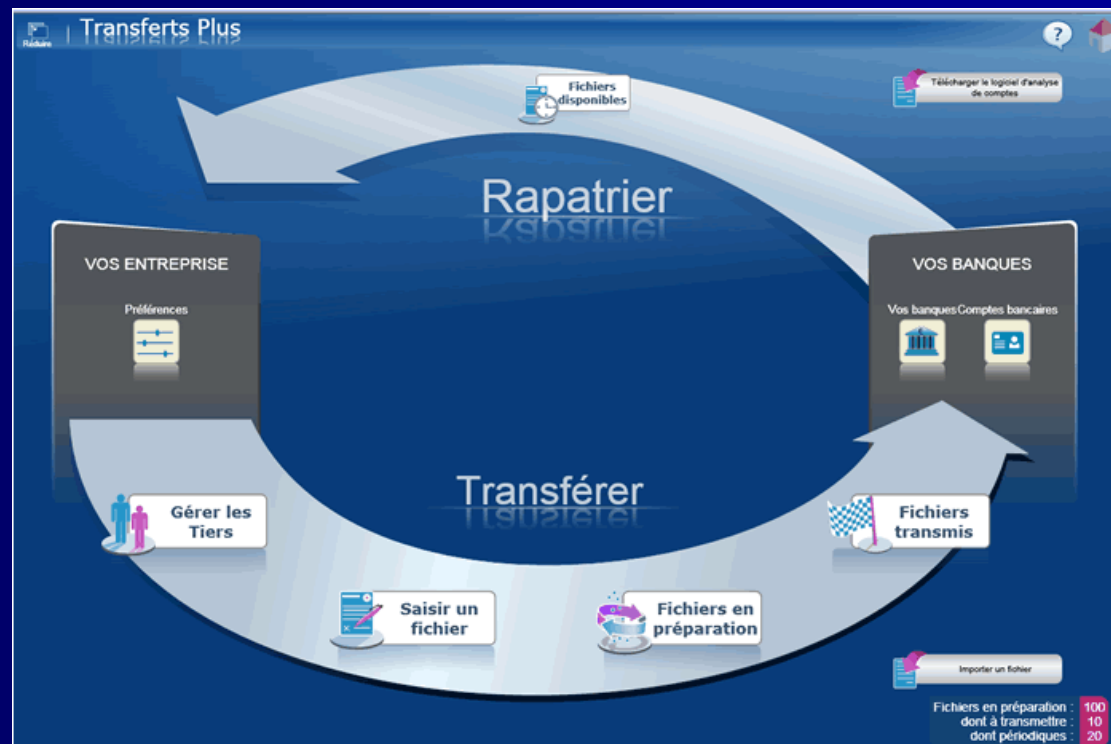 Réduire
Transferts Plus
?
Fichiers
disponibles
Télécharger le logiciel d'analyse
de comptes
Rapatrier
VOS ENTREPRISE
Préférences
VOS BANQUES
Vos banques
Comptes bancaires
Transférer
Gérer les
Tiers
Saisir un
fichier
Fichiers en
préparation
Fichiers
transmis
Importer un fichier
Fichiers en préparation : 100
dont à transmettre : 10
dont périodiques : 20